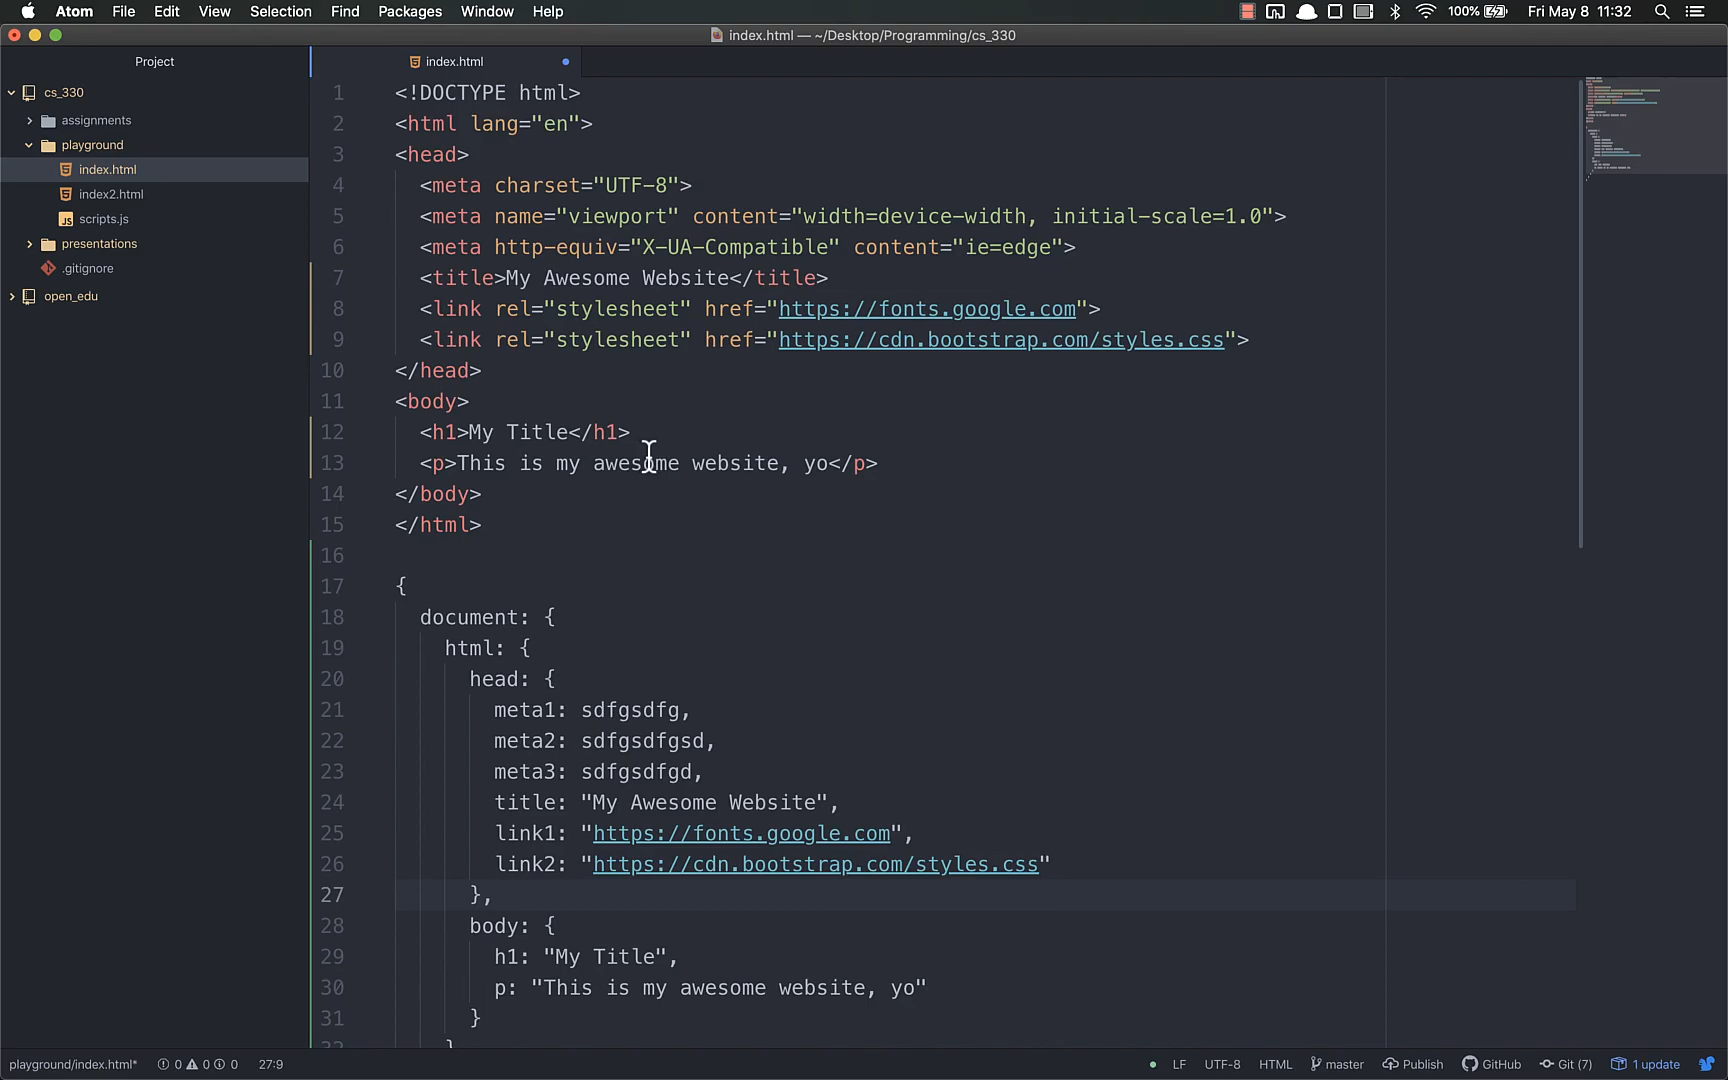 Atom File Edit View Selection Find Packages Window Help 100% Fri May 8 11:32
index.html — ~/Desktop/Programming/cs_330
Project
index.html
cs_330
assignments
playground
index.html
index2.html
JS scripts.js
presentations
.gitignore
open_edu
1 <!DOCTYPE html>
2 <html lang="en">
3 <head>
4 <meta charset="UTF-8">
5 <meta name="viewport" content="width=device-width, initial-scale=1.0">
6 <meta http-equiv="X-UA-Compatible" content="ie=edge">
7 <title>My Awesome Website</title>
8 <link rel="stylesheet" href="https://fonts.google.com">
9 <link rel="stylesheet" href="https://cdn.bootstrap.com/styles.css">
10 </head>
11 <body>
12 <h1>My Title</h1>
13 <p>This is my awesome website, yo</p>
14 </body>
15 </html>
16
17 {
18 document: {
19 html: {
20 head: {
21 meta1: sdfgsdfg,
22 meta2: sdfgsdfgsd,
23 meta3: sdfgsdfgd,
24 title: "My Awesome Website",
25 link1: "https://fonts.google.com",
26 link2: "https://cdn.bootstrap.com/styles.css"
27 },
28 body: {
29 h1: "My Title",
30 p: "This is my awesome website, yo"
31 }
32 }
playground/index.html* 0 0 0 27:9 LF UTF-8 HTML master Publish GitHub Git (7) 1 update